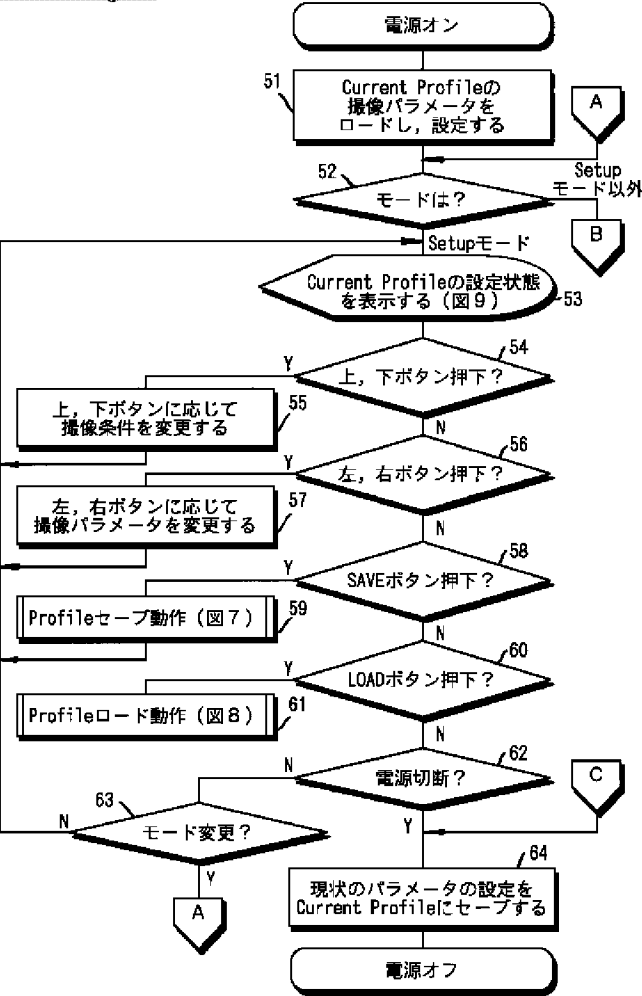 電源オン
51
Current Profileの
撮像パラメータを
ロードし，設定する
A
52
モードは？
Setup
モード以外
B
Setupモード
Current Profileの設定状態
を表示する（図９）
53
54
Y
上，下ボタン押下？
上，下ボタンに応じて
撮像条件を変更する
55
N
56
Y
左，右ボタン押下？
左，右ボタンに応じて
撮像パラメータを変更する
57
N
58
Y
SAVEボタン押下？
Profileセーブ動作（図７）
59
N
60
Y
LOADボタン押下？
Profileロード動作（図８）
61
N
62
N
電源切断？
C
63
N
モード変更？
Y
Y
A
64
現状のパラメータの設定を
Current Profileにセーブする
電源オフ